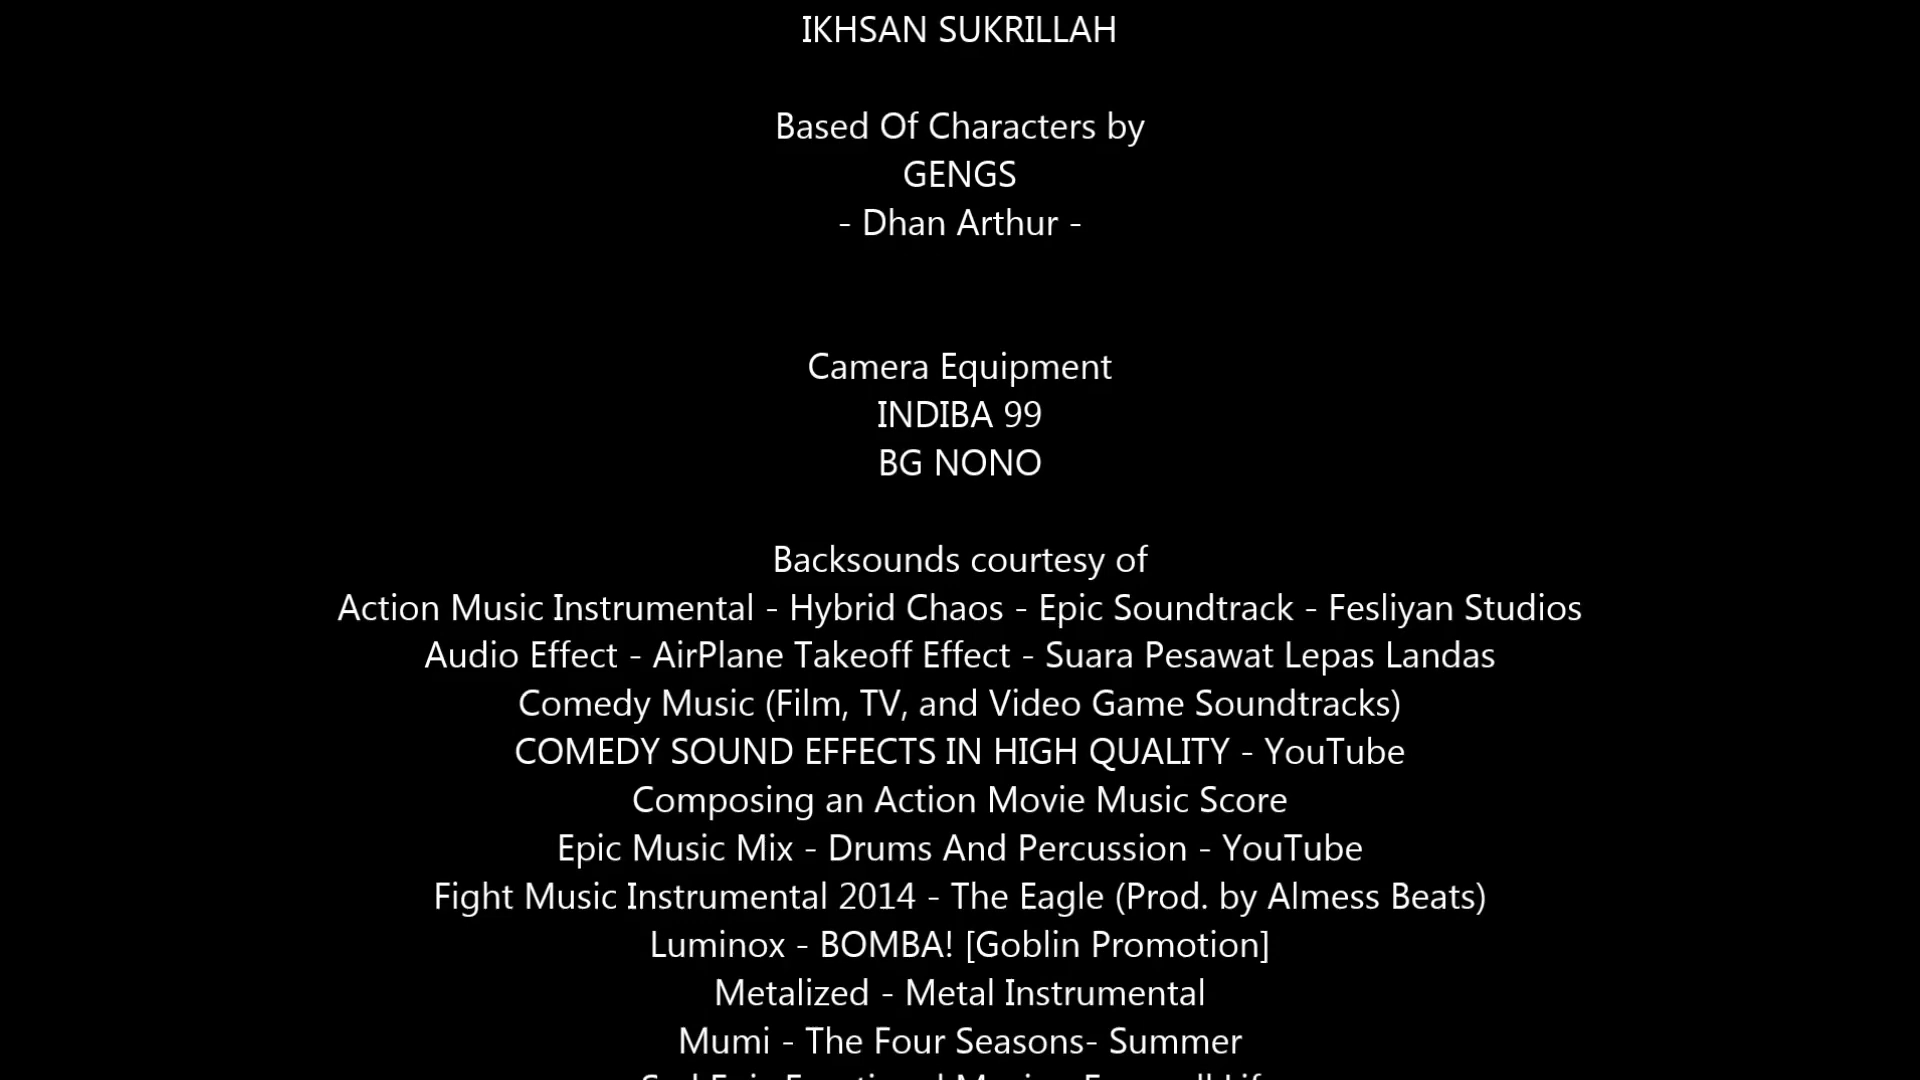 IKHSAN SUKRILLAH
Based Of Characters by
GENGS
- Dhan Arthur -
Camera Equipment
INDIBA 99
BG NONO
Backsounds courtesy of
Action Music Instrumental - Hybrid Chaos - Epic Soundtrack - Fesliyan Studios
Audio Effect - AirPlane Takeoff Effect - Suara Pesawat Lepas Landas
Comedy Music (Film, TV, and Video Game Soundtracks)
COMEDY SOUND EFFECTS IN HIGH QUALITY - YouTube
Composing an Action Movie Music Score
Epic Music Mix - Drums And Percussion - YouTube
Fight Music Instrumental 2014 - The Eagle (Prod. by Almess Beats)
Luminox - BOMBA! [Goblin Promotion]
Metalized - Metal Instrumental
Mumi - The Four Seasons- Summer